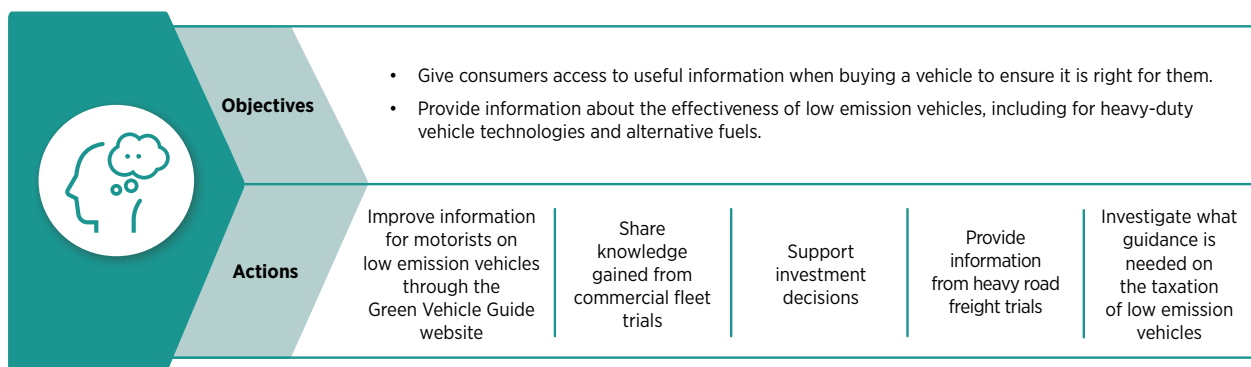 Objectives
• Give consumers access to useful information when buying a vehicle to ensure it is right for them.
• Provide information about the effectiveness of low emission vehicles, including for heavy-duty
vehicle technologies and alternative fuels.
Actions
Improve information
for motorists on
low emission vehicles
through the
Green Vehicle Guide
website
Share
knowledge
gained from
commercial fleet
trials
Support
investment
decisions
Provide
information
from heavy road
freight trials
Investigate what
guidance is
needed on
the taxation
of low emission
vehicles